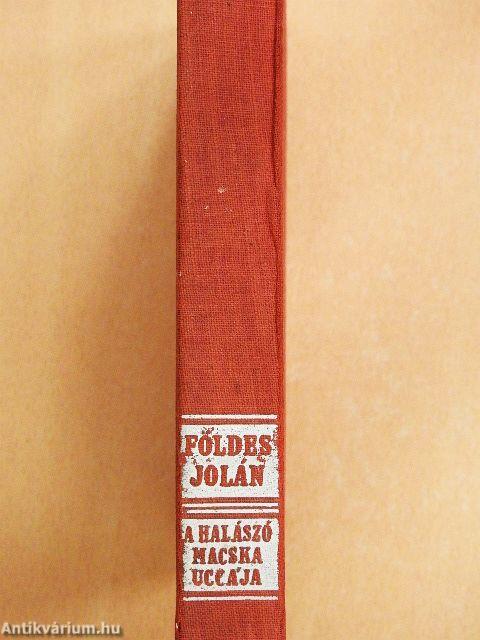 FÖLDES
JOLÁN
A HALÁSZÓ
MACSKA
UCCÁJA
Antikvárium.hu